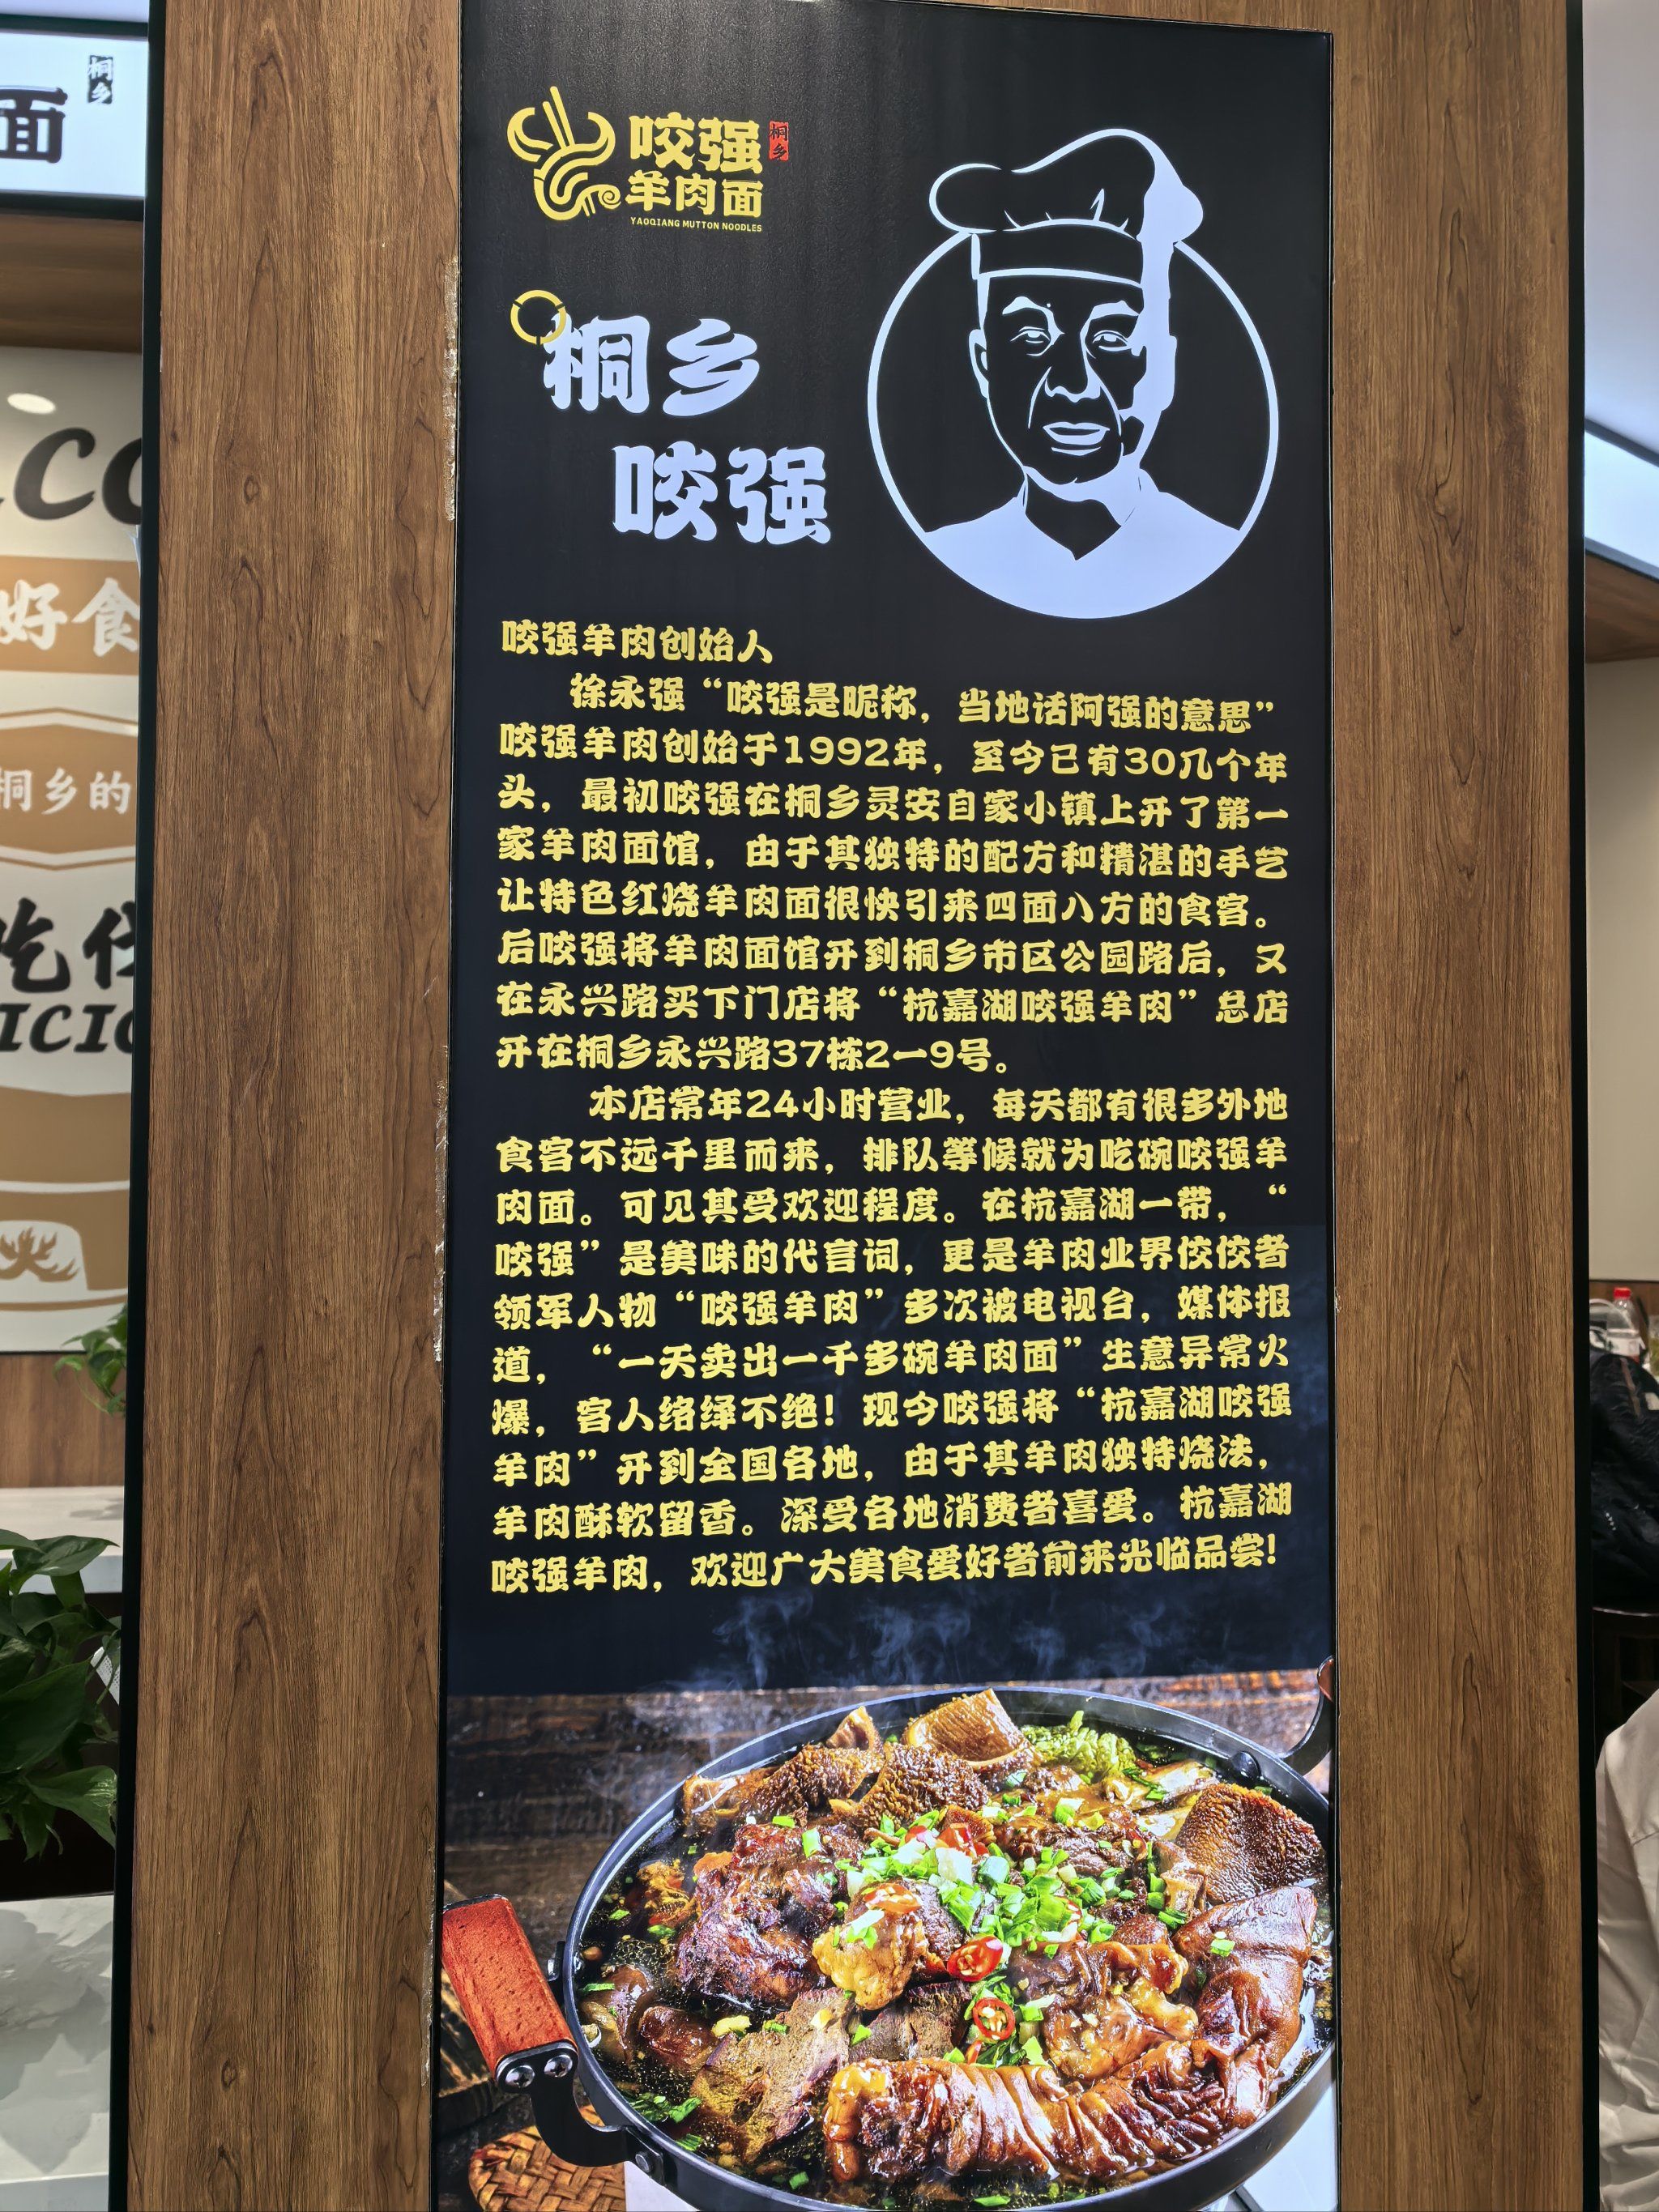 面
桐乡
好食
桐乡的
吃什
咬强
桐乡
羊肉面
YAOQIANG MUTTON NOODLES
桐乡
咬强
咬强羊肉创始人
徐永强“咬强是昵称，当地话阿强的意思”
咬强羊肉创始于1992年，至今已有30几个年
头，最初咬强在桐乡灵安自家小镇上开了第一
家羊肉面馆，由于其独特的配方和精湛的手艺
让特色红烧羊肉面很快引来四面八方的食客。
后咬强将羊肉面馆开到桐乡市区公园路后，又
在永兴路买下门店将“杭嘉湖咬强羊肉”总店
开在桐乡永兴路37栋2一9号。
本店常年24小时营业，每天都有很多外地
食客不远千里而来，排队等候就为吃碗咬强羊
肉面。可见其受欢迎程度。在杭嘉湖一带，“
咬强”是美味的代言词，更是羊肉业界佼佼者
领军人物“咬强羊肉”多次被电视台，媒体报
道，“一天卖出一千多碗羊肉面”生意异常火
爆，客人络绎不绝！现今咬强将“杭嘉湖咬强
羊肉”开到全国各地，由于其羊肉独特烧法，
羊肉酥软留香。深受各地消费者喜爱。杭嘉湖
咬强羊肉，欢迎广大美食爱好者前来光临品尝！